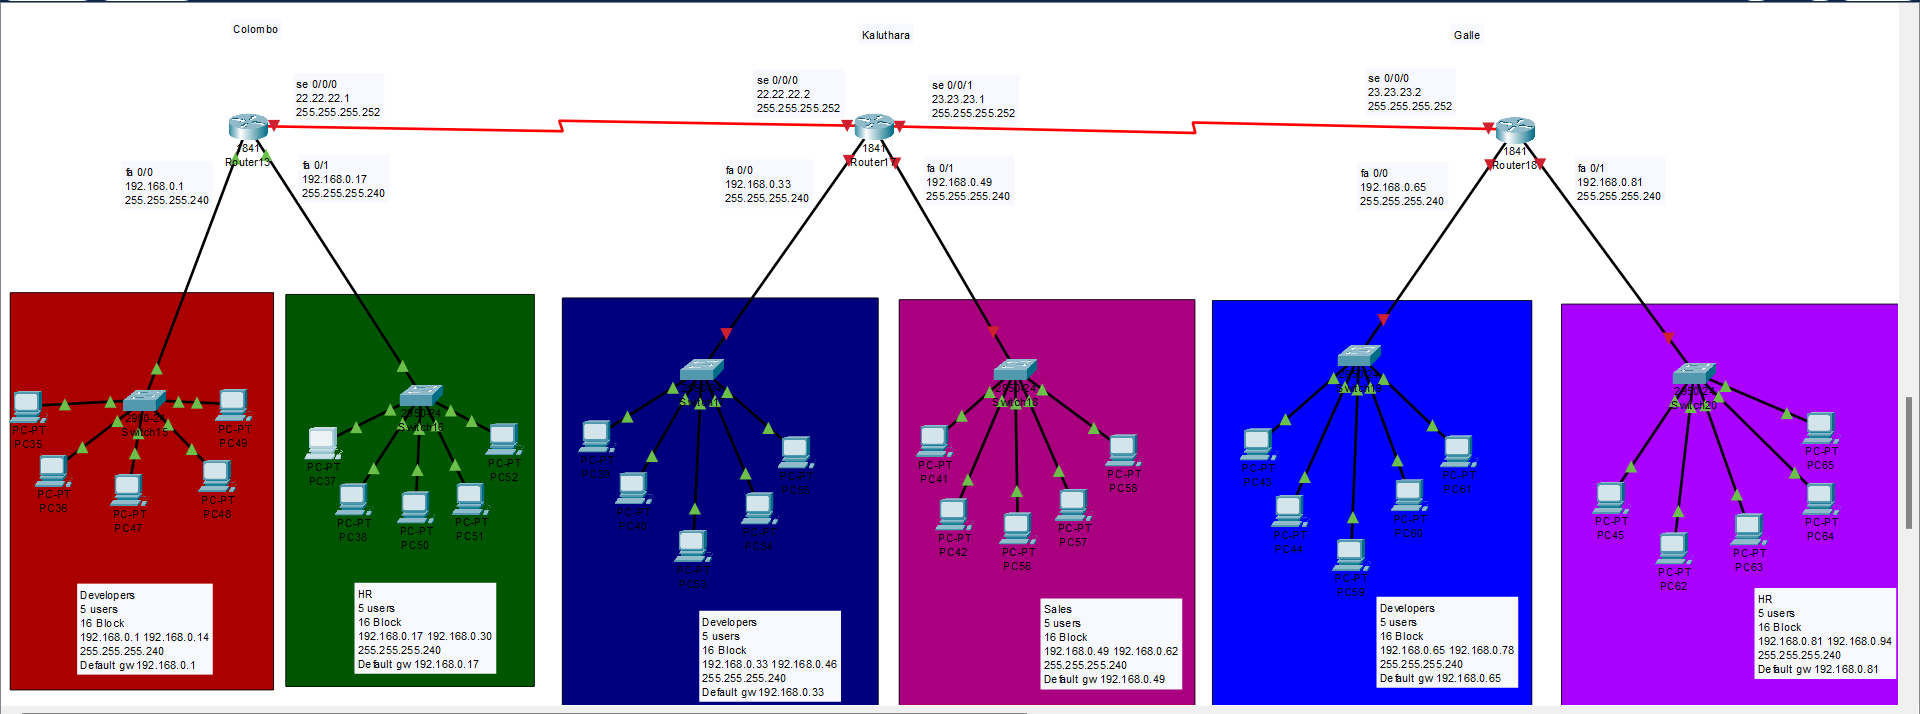 Colombo
Kaluthara
Galle
se 0/0/0
22.22.22.1
255.255.255.252
se 0/0/0
22.22.22.2
255.255.255.252
se 0/0/1
23.23.23.1
255.255.255.252
se 0/0/0
23.23.23.2
255.255.255.252
1841
Router13
1841
1841
Router18
fa 0/0
192.168.0.1
255.255.255.240
fa 0/1
192.168.0.17
255.255.255.240
fa 0/0
192.168.0.33
255.255.255.240
fa 0/1
192.168.0.49
255.255.255.240
fa 0/0
192.168.0.65
255.255.255.240
fa 0/1
192.168.0.81
255.255.255.240
2950-24
Switch15
PC-PT
PC35
PC-PT
PC49
PC-PT
PC36
PC-PT
PC47
PC-PT
PC48
Developers
5 users
16 Block
192.168.0.1 192.168.0.14
255.255.255.240
Default gw 192.168.0.1
2950-24
Switch16
PC-PT
PC37
PC-PT
PC52
PC-PT
PC38
PC-PT
PC50
PC-PT
PC51
HR
5 users
16 Block
192.168.0.17 192.168.0.30
255.255.255.240
Default gw 192.168.0.17
PC-PT
PC39
PC-PT
PC-PT
PC-PT
PC-PT
Developers
5 users
16 Block
192.168.0.33 192.168.0.46
255.255.255.240
Default gw 192.168.0.33
2950-24
Switch18
PC-PT
PC41
PC-PT
PC58
PC-PT
PC42
PC-PT
PC56
PC-PT
PC57
Sales
5 users
16 Block
192.168.0.49 192.168.0.62
255.255.255.240
Default gw 192.168.0.49
PC-PT
PC43
PC-PT
PC61
PC-PT
PC44
PC-PT
PC60
PC-PT
PC59
Developers
5 users
16 Block
192.168.0.65 192.168.0.78
255.255.255.240
Default gw 192.168.0.65
2950-24
Switch20
PC-PT
PC65
PC-PT
PC45
PC-PT
PC64
PC-PT
PC63
PC-PT
PC62
HR
5 users
16 Block
192.168.0.81 192.168.0.94
255.255.255.240
Default gw 192.168.0.81